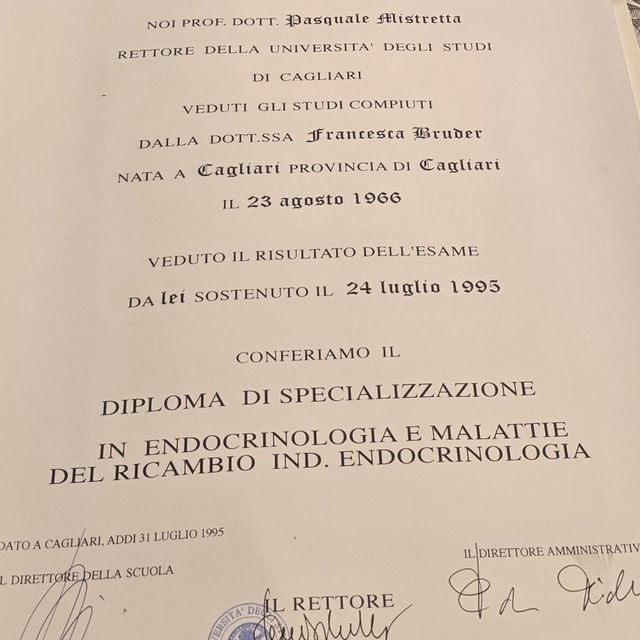 NOI PROF. DOTT. Pasquale Mistretta
RETTORE DELLA UNIVERSITA' DEGLI STUDI
DI CAGLIARI
VEDUTI GLI STUDI COMPIUTI
DALLA DOTT.SSA Francesca Bruder
NATA A Cagliari PROVINCIA DI Cagliari
IL 23 agosto 1966
VEDUTO IL RISULTATO DELL'ESAME
DA lei SOSTENUTO IL 24 luglio 1995
CONFERIAMO IL
DIPLOMA DI SPECIALIZZAZIONE
IN ENDOCRINOLOGIA E MALATTIE
DEL RICAMBIO IND. ENDOCRINOLOGIA
DATO A CAGLIARI, ADDI 31 LUGLIO 1995
IL DIRETTORE DELLA SCUOLA
IL DIRETTORE AMMINISTRATIV
IL RETTORE
VERSITA' DEGLI S